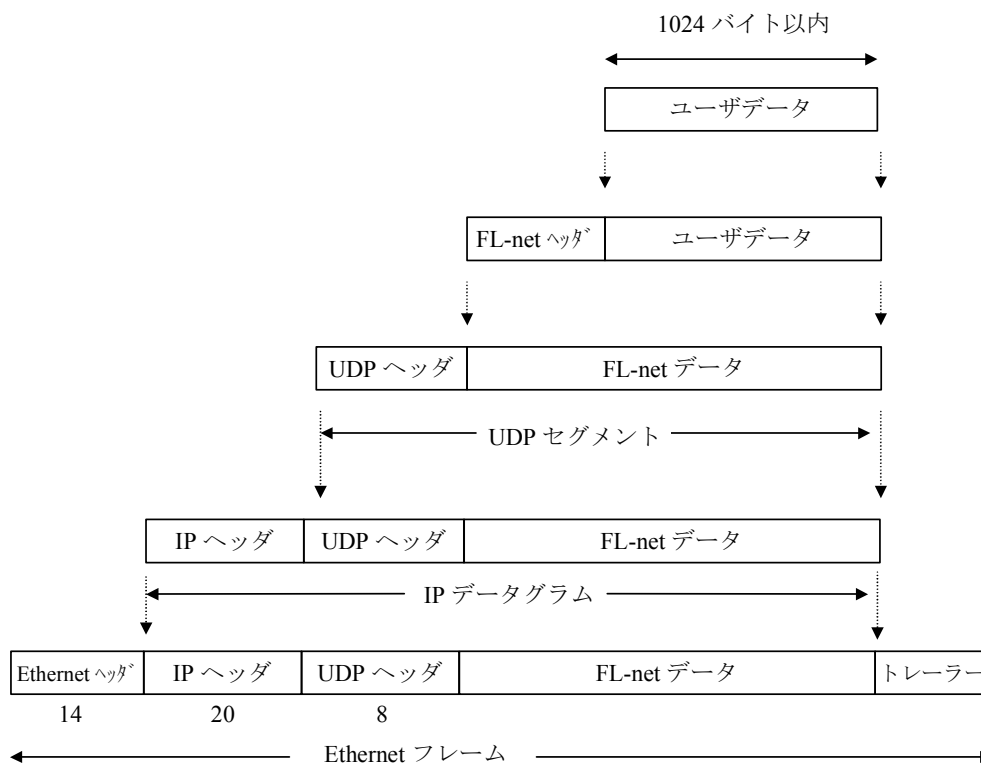 1024 バイト以内
ユーザデータ
FL-net ﾍｯﾀﾞ ユーザデータ
UDP ヘッダ FL-net データ
UDP セグメント
IP ヘッダ UDP ヘッダ FL-net データ
IP データグラム
Ethernet ﾍｯﾀﾞ IP ヘッダ UDP ヘッダ FL-net データ トレーラー
14 20 8
Ethernet フレーム